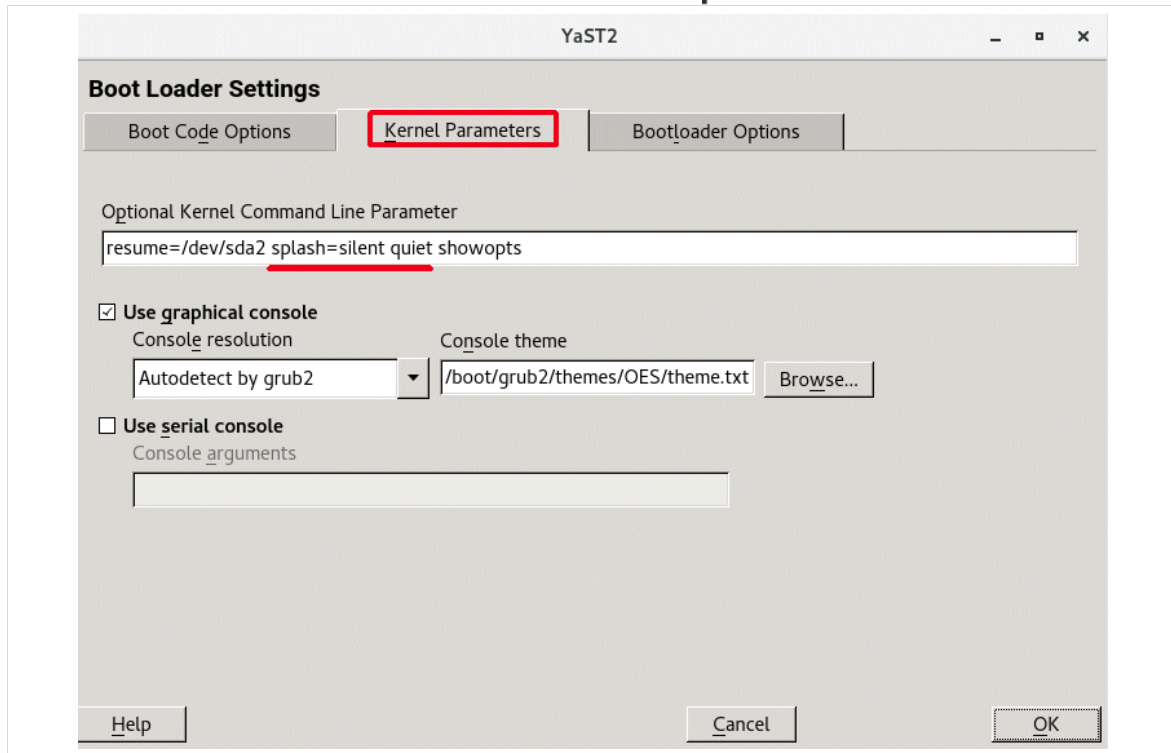 YaST2
Boot Loader Settings
Boot Code Options Kernel Parameters Bootloader Options
Optional Kernel Command Line Parameter
resume=/dev/sda2 splash=silent quiet showopts
Use graphical console
Console resolution Console theme
Autodetect by grub2 /boot/grub2/themes/OES/theme.txt Browse...
Use serial console
Console arguments
Help Cancel OK